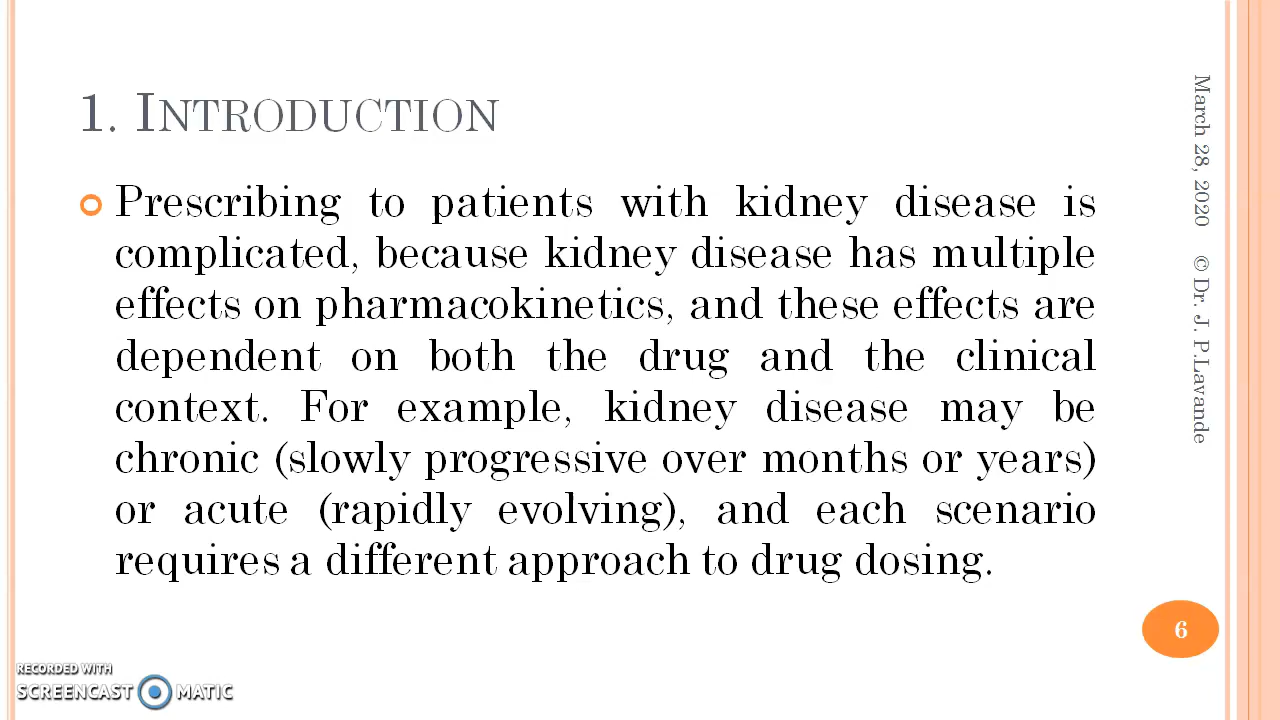 1. INTRODUCTION
Prescribing to patients with kidney disease is
complicated, because kidney disease has multiple
effects on pharmacokinetics, and these effects are
dependent on both the drug and the clinical
context. For example, kidney disease may be
chronic (slowly progressive over months or years)
or acute (rapidly evolving), and each scenario
requires a different approach to drug dosing.
March 28, 2020 © Dr. J. P.Lavande
6
RECORDED WITH
SCREENCAST MATIC